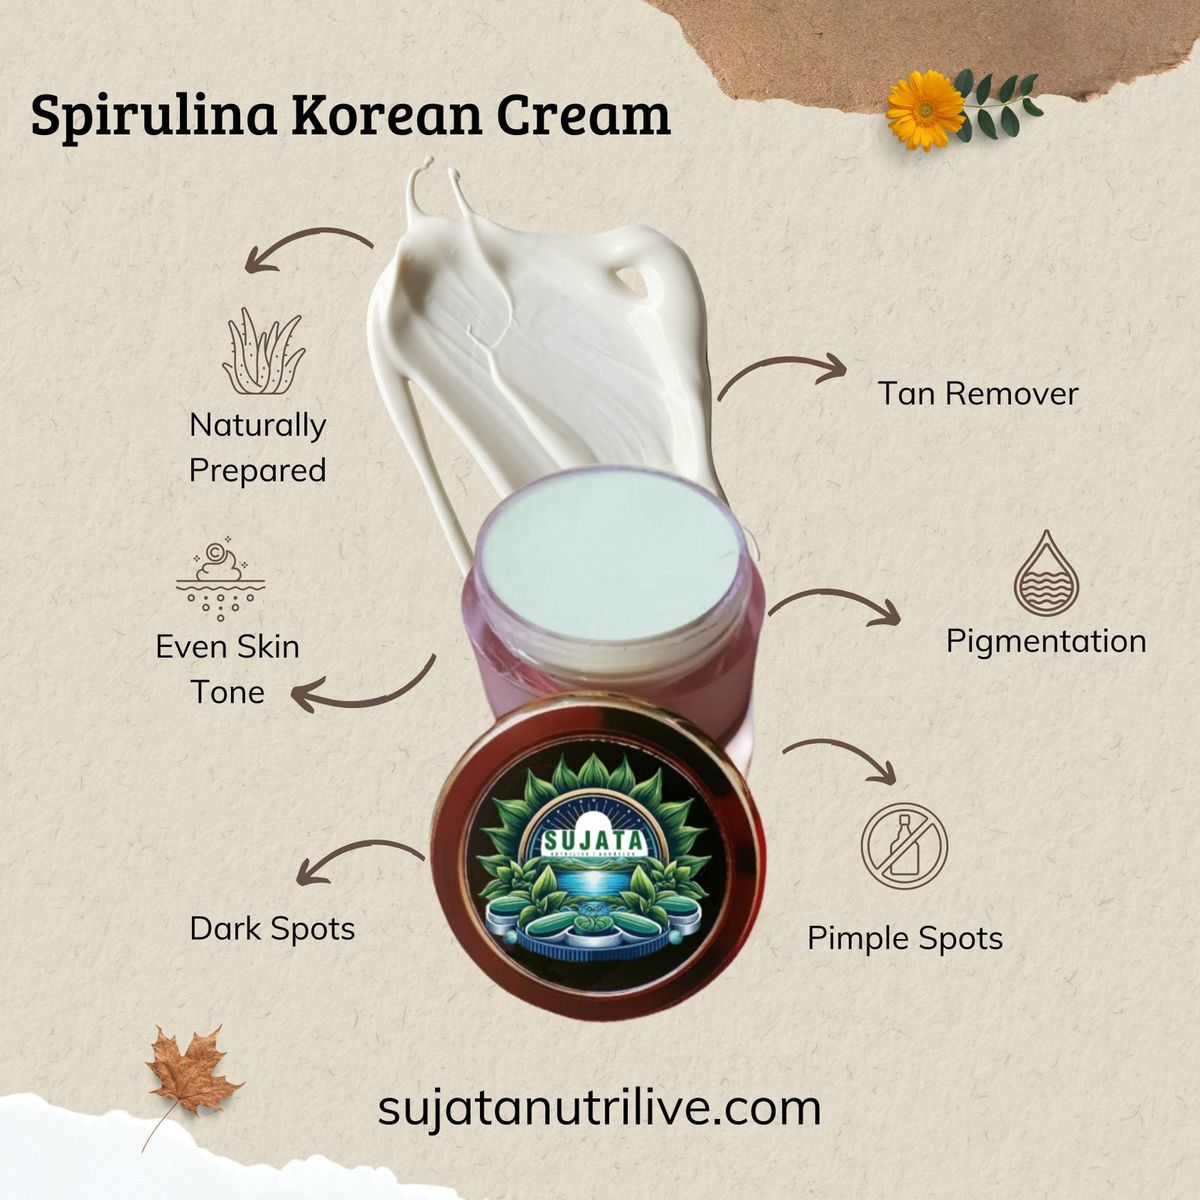 Spirulina Korean Cream
Naturally
Prepared
Tan Remover
Even Skin
Tone
Pigmentation
SUJATA
Dark Spots
Pimple Spots
sujatanutrilive.com